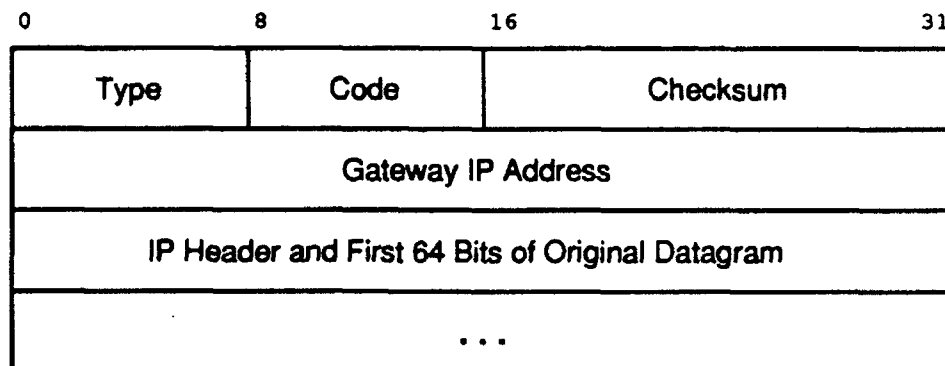 0 8 16 31
Type Code Checksum
Gateway IP Address
IP Header and First 64 Bits of Original Datagram
...